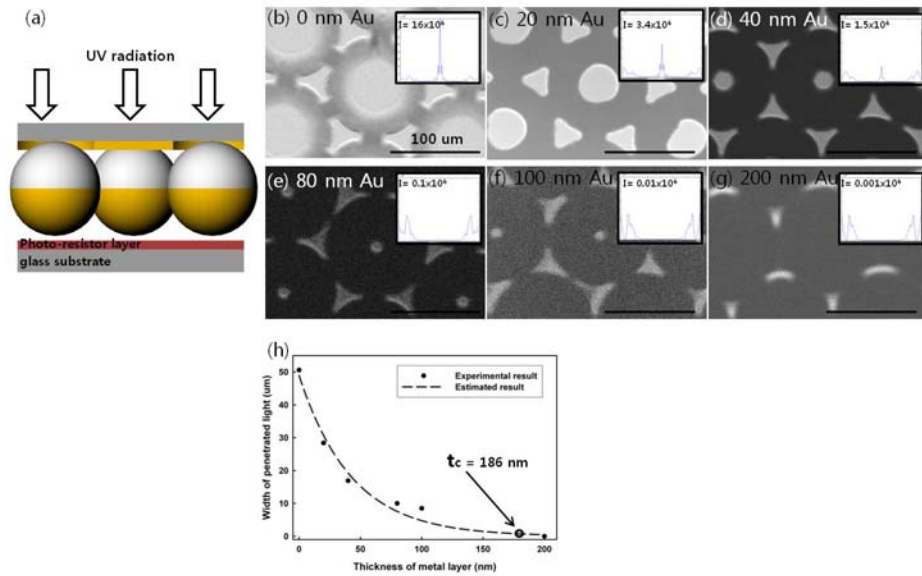 (a)
UV radiation
Photo-resistor layer
glass substrate
(b) 0 nm Au
I= 16x10⁶
100 um
(c) 20 nm Au
I= 3.4x10⁶
(d) 40 nm Au
I= 1.5x10⁶
(e) 80 nm Au
I= 0.1x10⁶
(f) 100 nm Au
I= 0.01x10⁶
(g) 200 nm Au
I= 0.001x10⁶
(h)
Width of penetrated light (um)
50
40
30
20
10
0
Experimental result
Estimated result
tc = 186 nm
0
50
100
150
200
Thickness of metal layer (nm)